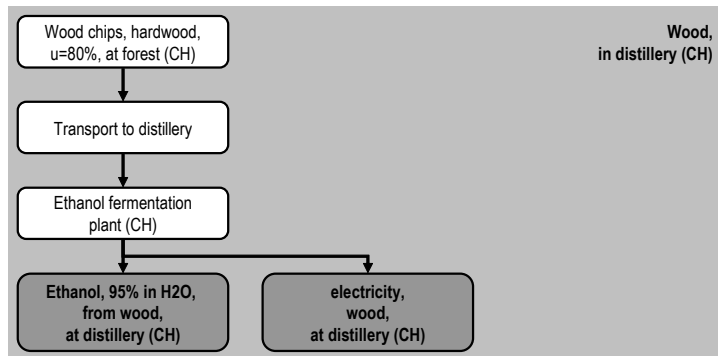 Wood chips, hardwood,
u=80%, at forest (CH)
Wood,
in distillery (CH)
Transport to distillery
Ethanol fermentation
plant (CH)
Ethanol, 95% in H2O,
from wood,
at distillery (CH)
electricity,
wood,
at distillery (CH)